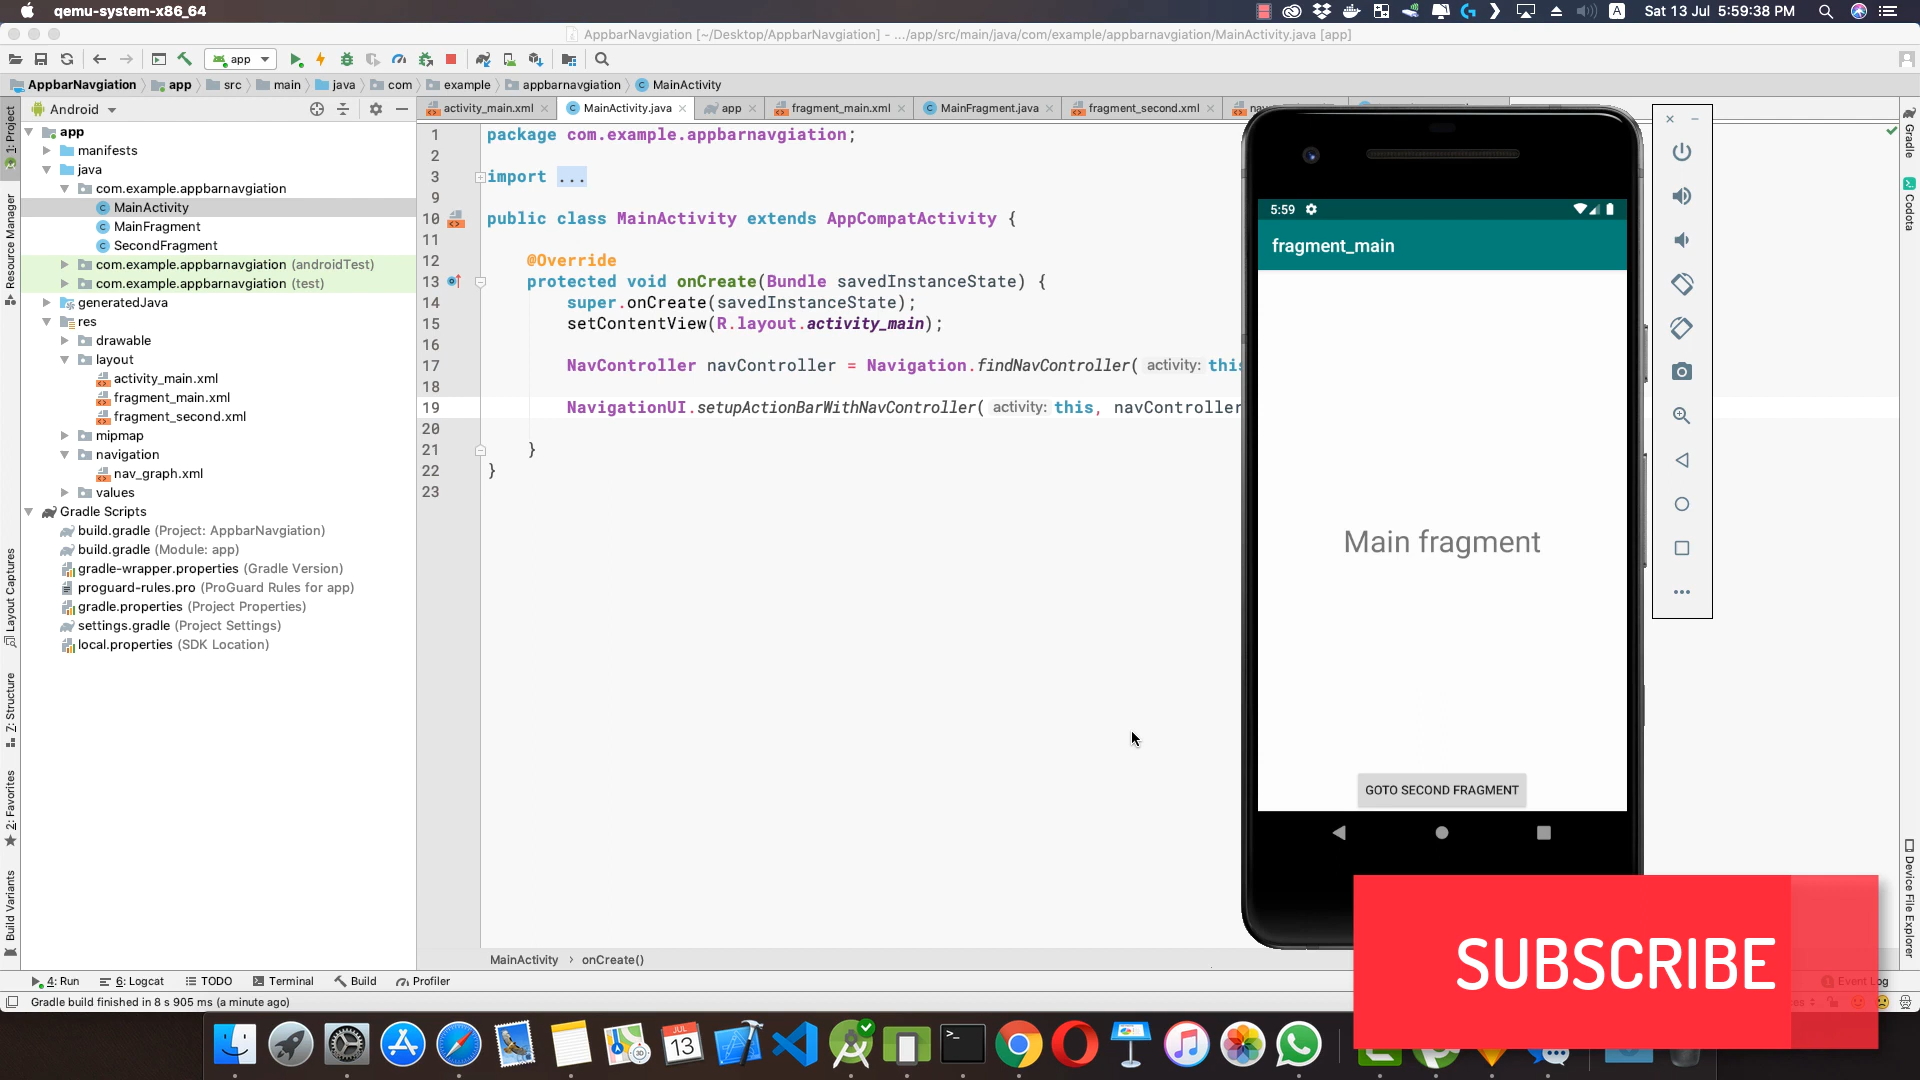 qemu-system-x86_64
A
Sat 13 Jul 5:59:38 PM
AppbarNavgiation [~/Desktop/AppbarNavgiation] - .../app/src/main/java/com/example/appbarnavgiation/MainActivity.java [app]
app
AppbarNavgiation
app
src
main
java
com
example
appbarnavgiation
MainActivity
Android
activity_main.xml
MainActivity.java
app
fragment_main.xml
MainFragment.java
fragment_second.xml
1: Project
Resource Manager
Layout Captures
Z: Structure
2: Favorites
Build Variants
app
manifests
java
com.example.appbarnavgiation
MainActivity
MainFragment
SecondFragment
com.example.appbarnavgiation (androidTest)
com.example.appbarnavgiation (test)
generatedJava
res
drawable
layout
activity_main.xml
fragment_main.xml
fragment_second.xml
mipmap
navigation
nav_graph.xml
values
Gradle Scripts
build.gradle (Project: AppbarNavgiation)
build.gradle (Module: app)
gradle-wrapper.properties (Gradle Version)
proguard-rules.pro (ProGuard Rules for app)
gradle.properties (Project Properties)
settings.gradle (Project Settings)
local.properties (SDK Location)
1 package com.example.appbarnavgiation;
2
3 import ...
9
10 public class MainActivity extends AppCompatActivity {
11
12 @Override
13 protected void onCreate(Bundle savedInstanceState) {
14 super.onCreate(savedInstanceState);
15 setContentView(R.layout.activity_main);
16
17 NavController navController = Navigation.findNavController( activity: this
18
19 NavigationUI.setupActionBarWithNavController( activity: this, navController
20
21 }
22 }
23
5:59
fragment_main
Main fragment
GOTO SECOND FRAGMENT
Gradle
Codota
Device File Explorer
MainActivity › onCreate()
4: Run
6: Logcat
TODO
Terminal
Build
Profiler
Event Log
Gradle build finished in 8 s 905 ms (a minute ago)
SUBSCRIBE
JUL
13